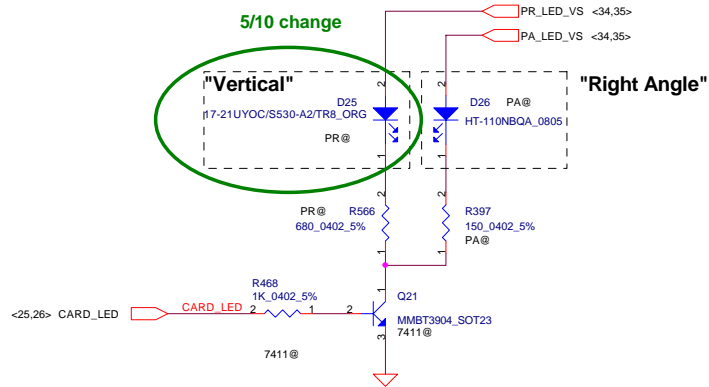 5/10 change
PR_LED_VS <34,35>
PA_LED_VS <34,35>
"Vertical"
"Right Angle"
2
2
D25
17-21UYOC/S530-A2/TR8_ORG
PR@
D26 PA@
HT-110NBQA_0805
1
1
2
2
PR@ R566
680_0402_5%
R397
150_0402_5%
PA@
1
1
R468
1K_0402_5%
<25,26> CARD_LED
CARD_LED
2
1
2
1
3
Q21
MMBT3904_SOT23
7411@
7411@